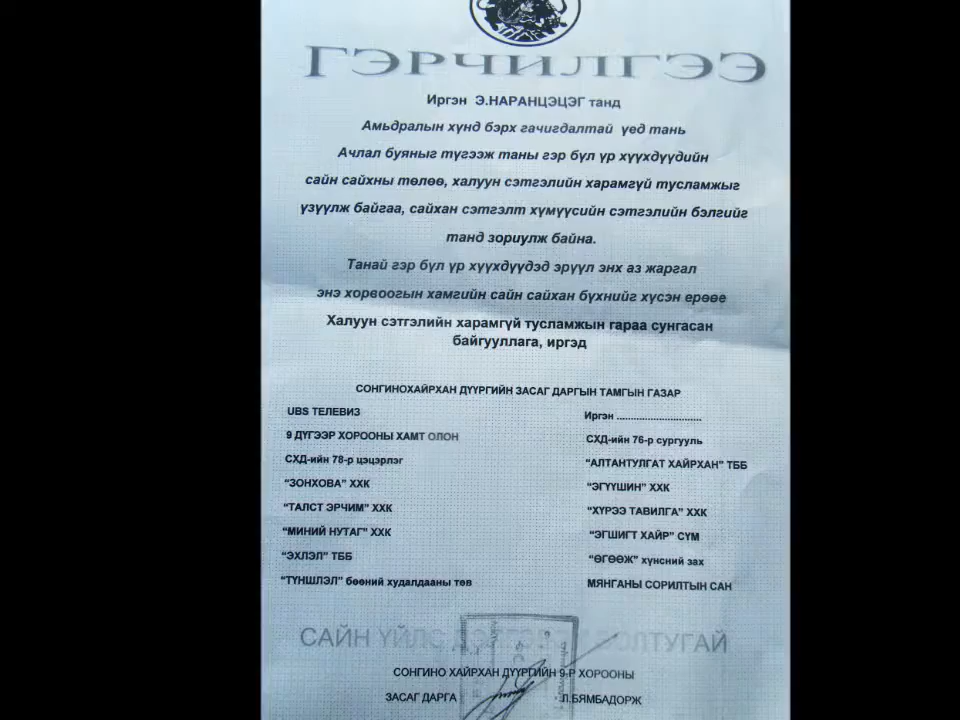 ГЭРЧИЛГЭЭ
Иргэн Э.НАРАНЦЭЦЭГ танд
Амьдралын хүнд бэрх гачигдалтай үед тань
Ачлал буяныг түгээж таны гэр бүл үр хүүхдүүдийн
сайн сайхны төлөө, халуун сэтгэлийн харамгүй тусламжыг
үзүүлж байгаа, сайхан сэтгэлт хүмүүсийн сэтгэлийн бэлгийг
танд зориулж байна.
Танай гэр бүл үр хүүхдүүдэд эрүүл энх аз жаргал
энэ хорвоогын хамгийн сайн сайхан бүхнийг хүсэн ерөөе
Халуун сэтгэлийн харамгүй тусламжын гараа сунгасан
байгууллага, иргэд
СОНГИНОХАЙРХАН ДҮҮРГИЙН ЗАСАГ ДАРГЫН ТАМГЫН ГАЗАР
UBS ТЕЛЕВИЗ
9 ДҮГЭЭР ХОРООНЫ ХАМТ ОЛОН
СХД-ийн 78-р цэцэрлэг
“ЗОНХОВА” ХХК
“ТАЛСТ ЭРЧИМ” ХХК
“МИНИЙ НУТАГ” ХХК
“ЭХЛЭЛ” ТББ
“ТҮНШЛЭЛ” бөөний худалдааны төв
Иргэн ..............................
СХД-ийн 76-р сургууль
“АЛТАНТУЛГАТ ХАЙРХАН” ТББ
“ЭГҮҮШИН” ХХК
“ХҮРЭЭ ТАВИЛГА” ХХК
“ЭГШИГТ ХАЙР” СҮМ
“ӨГӨӨЖ” хүнсний зах
МЯНГАНЫ СОРИЛТЫН САН
САЙН ҮЙЛС ДЭЛГЭРЭХ БОЛТУГАЙ
СОНГИНО ХАЙРХАН ДҮҮРГИЙН 9-Р ХОРООНЫ
ЗАСАГ ДАРГА Л.БЯМБАДОРЖ